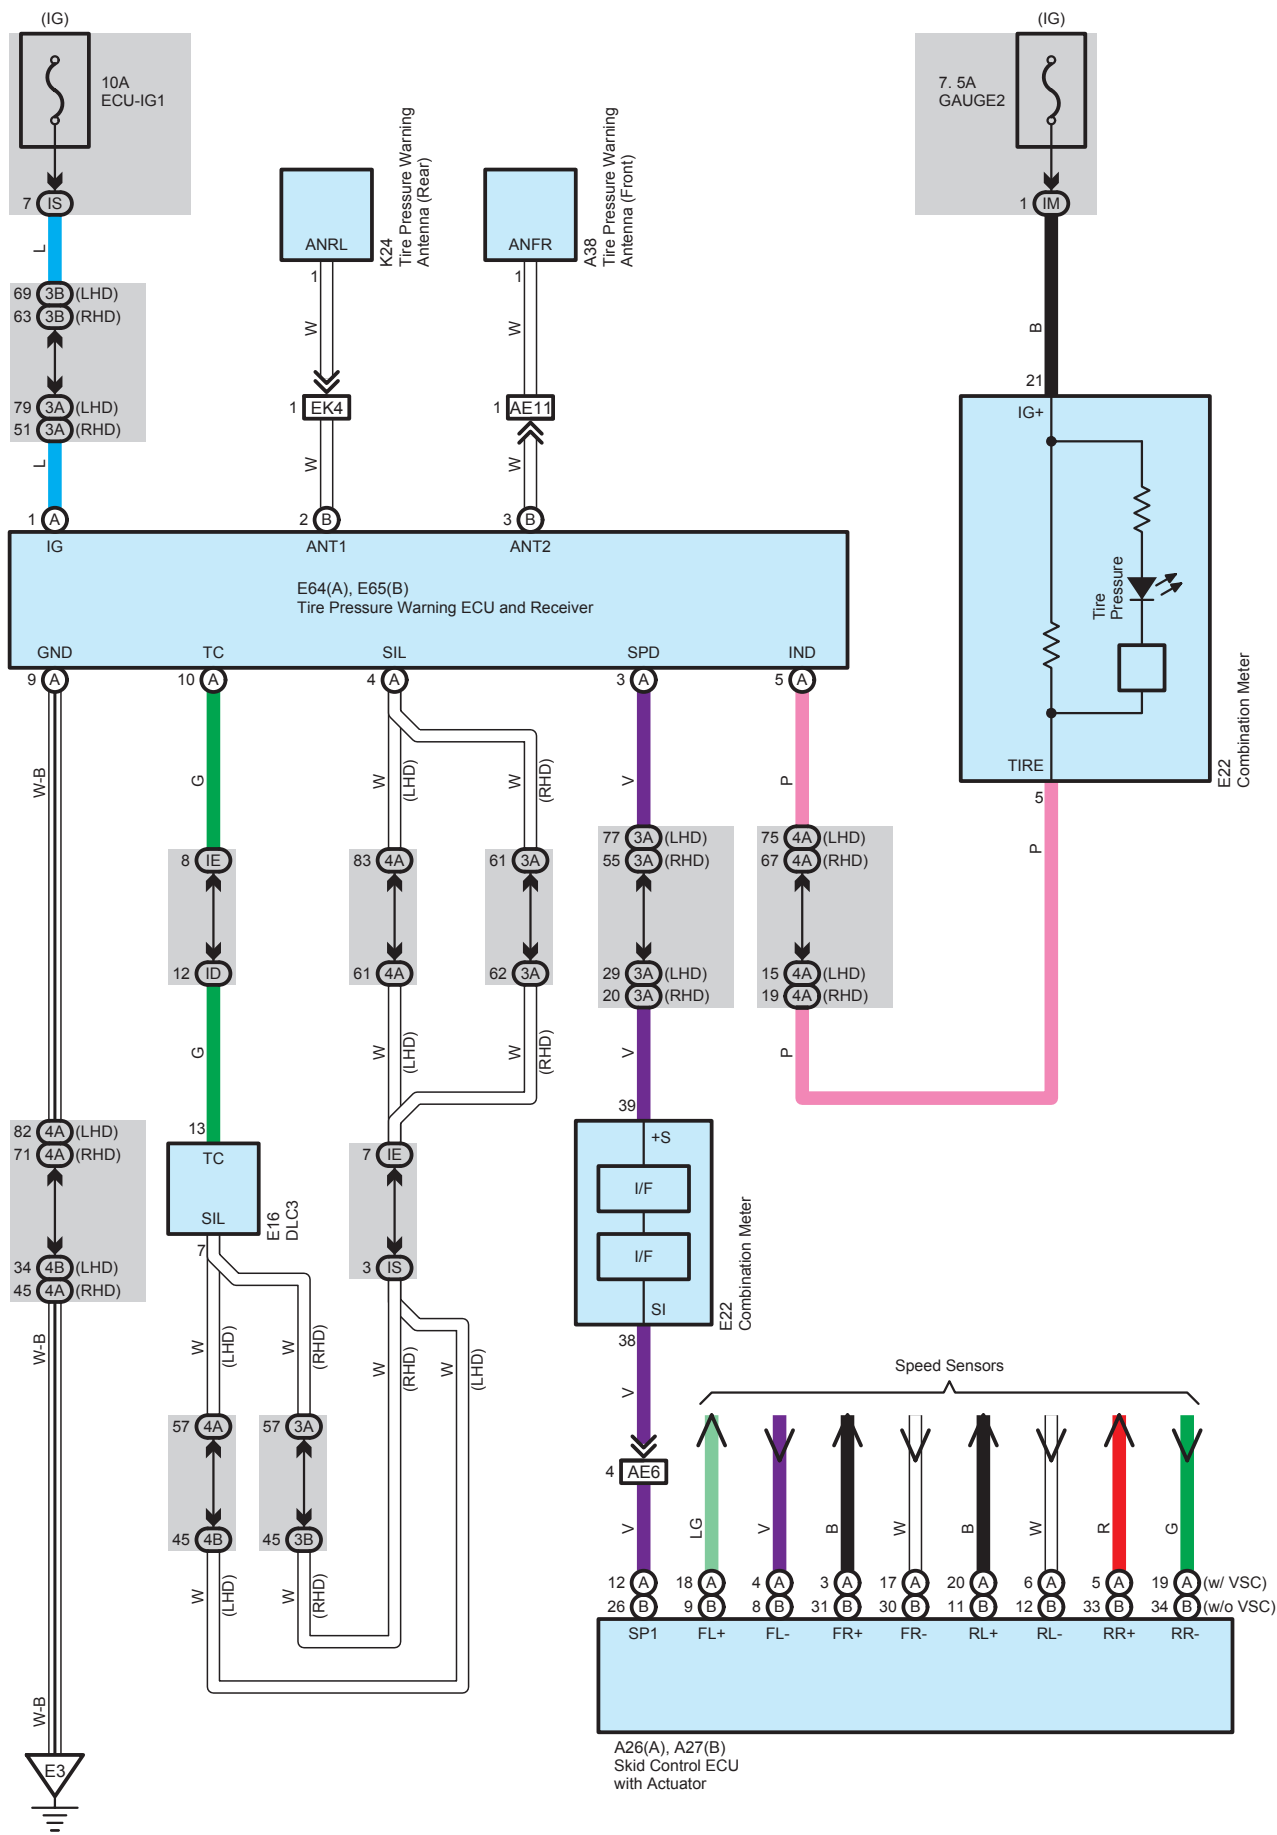 (IG)
(IG)
10A
ECU-IG1
7. 5A
GAUGE2
7 IS
1 IM
L
K24
Tire Pressure Warning
Antenna (Rear)
A38
Tire Pressure Warning
Antenna (Front)
ANRL
ANFR
1
1
69 3B (LHD)
63 3B (RHD)
W
W
B
79 3A (LHD)
51 3A (RHD)
1 EK4
1 AE11
21
L
W
W
1 A
2 B
3 B
IG
ANT1
ANT2
E64(A), E65(B)
Tire Pressure Warning ECU and Receiver
GND
TC
SIL
SPD
IND
9 A
10 A
4 A
3 A
5 A
IG+
Tire
Pressure
TIRE
5
E22
Combination Meter
W-B
G
W
(LHD)
W
(RHD)
V
P
P
8 IE
83 4A
61 3A
77 3A (LHD)
55 3A (RHD)
75 4A (LHD)
67 4A (RHD)
12 ID
61 4A
62 3A
29 3A (LHD)
20 3A (RHD)
15 4A (LHD)
19 4A (RHD)
G
W
(LHD)
W
(RHD)
V
P
82 4A (LHD)
71 4A (RHD)
13
TC
SIL
7
E16
DLC3
7 IE
39
+S
I/F
I/F
SI
38
E22
Combination Meter
34 4B (LHD)
45 4A (RHD)
3 IS
W-B
W
(LHD)
W
(RHD)
W
(RHD)
W
(LHD)
V
Speed Sensors
57 4A
57 3A
4 AE6
45 4B
45 3B
V
LG
V
B
W
B
W
R
G
W
(LHD)
W
(RHD)
12 A
18 A
4 A
3 A
17 A
20 A
6 A
5 A
19 A (w/ VSC)
26 B
9 B
8 B
31 B
30 B
11 B
12 B
33 B
34 B (w/o VSC)
SP1
FL+
FL-
FR+
FR-
RL+
RL-
RR+
RR-
W-B
E3
A26(A), A27(B)
Skid Control ECU
with Actuator